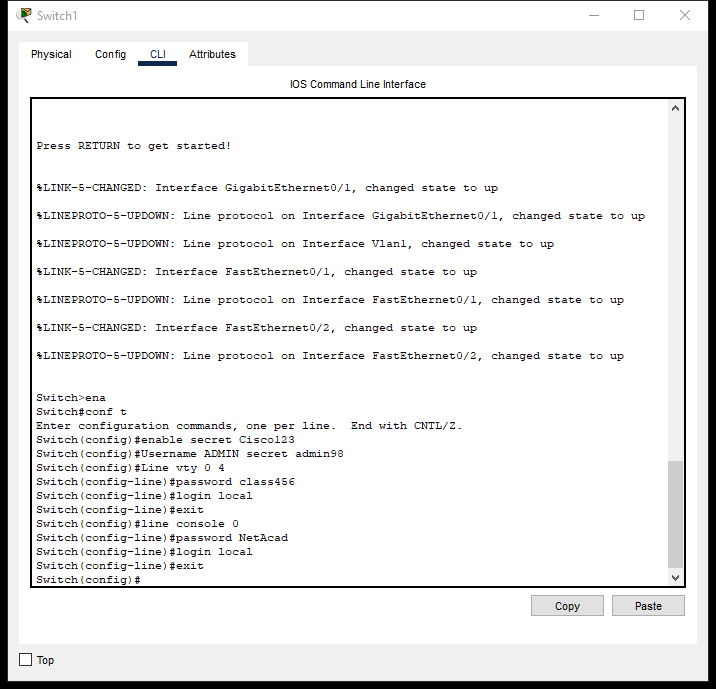 Switch1
Physical Config CLI Attributes
IOS Command Line Interface
Press RETURN to get started!
%LINK-5-CHANGED: Interface GigabitEthernet0/1, changed state to up
%LINEPROTO-5-UPDOWN: Line protocol on Interface GigabitEthernet0/1, changed state to up
%LINEPROTO-5-UPDOWN: Line protocol on Interface Vlan1, changed state to up
%LINK-5-CHANGED: Interface FastEthernet0/1, changed state to up
%LINEPROTO-5-UPDOWN: Line protocol on Interface FastEthernet0/1, changed state to up
%LINK-5-CHANGED: Interface FastEthernet0/2, changed state to up
%LINEPROTO-5-UPDOWN: Line protocol on Interface FastEthernet0/2, changed state to up
Switch>ena
Switch#conf t
Enter configuration commands, one per line.  End with CNTL/Z.
Switch(config)#enable secret Cisco123
Switch(config)#Username ADMIN secret admin98
Switch(config)#Line vty 0 4
Switch(config-line)#password class456
Switch(config-line)#login local
Switch(config-line)#exit
Switch(config)#line console 0
Switch(config-line)#password NetAcad
Switch(config-line)#login local
Switch(config-line)#exit
Switch(config)#
Copy Paste
Top